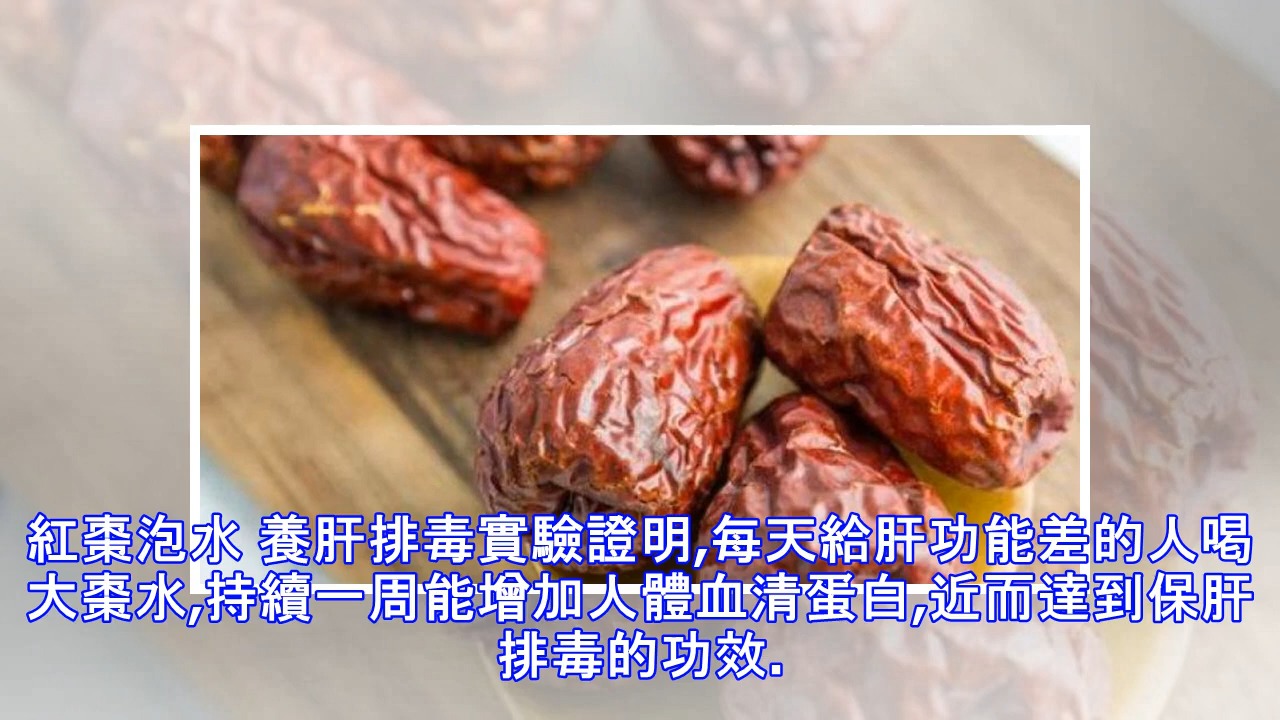 紅棗泡水 養肝排毒實驗證明,每天給肝功能差的人喝
大棗水,持續一周能增加人體血清蛋白,近而達到保肝
排毒的功效.